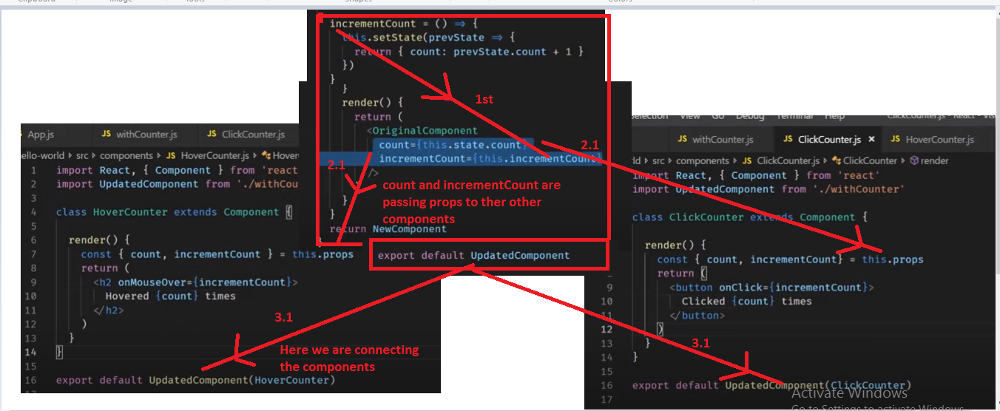 Clipboard
Image
Tools
Shapes
Colors
incrementCount = () => {
this.setState(prevState => {
return { count: prevState.count + 1 }
})
}
}
render() {
return (
<OriginalComponent
count={this.state.count}
incrementCount={this.incrementCount}
/>
}
}
return NewComponent
export default UpdatedComponent
1st
2.1
2.1
count and incrementCount are
passing props to ther other
components
3.1
Here we are connecting
the components
3.1
App.js
JS withCounter.js
JS ClickCounter.js
ello-world > src > components > JS HoverCounter.js > Hover
1 import React, { Component } from 'react
2 import UpdatedComponent from './withCou
3
4 class HoverCounter extends Component {
5
6 render() {
7 const { count, incrementCount } = this.props
8 return (
9 <h2 onMouseOver={incrementCount}>
10 Hovered {count} times
11 </h2>
12 )
13 }
14 }
15
16 export default UpdatedComponent(HoverCounter)
Selection View Go Debug Terminal Help
ClickCounter.js - React - Vis
JS withCounter.js
JS ClickCounter.js ×
JS HoverCounter.js
ld > src > components > JS ClickCounter.js > ClickCounter > render
import React, { Component } from 'react'
import UpdatedComponent from './withCounter'
class ClickCounter extends Component {
render() {
const { count, incrementCount} = this.props
return (
9 <button onClick={incrementCount}>
10 Clicked {count} times
11 </button>
12 )
13 }
14 }
15
16 export default UpdatedComponent(ClickCounter)
17
Activate Windows
Go to Settings to activate Windows.